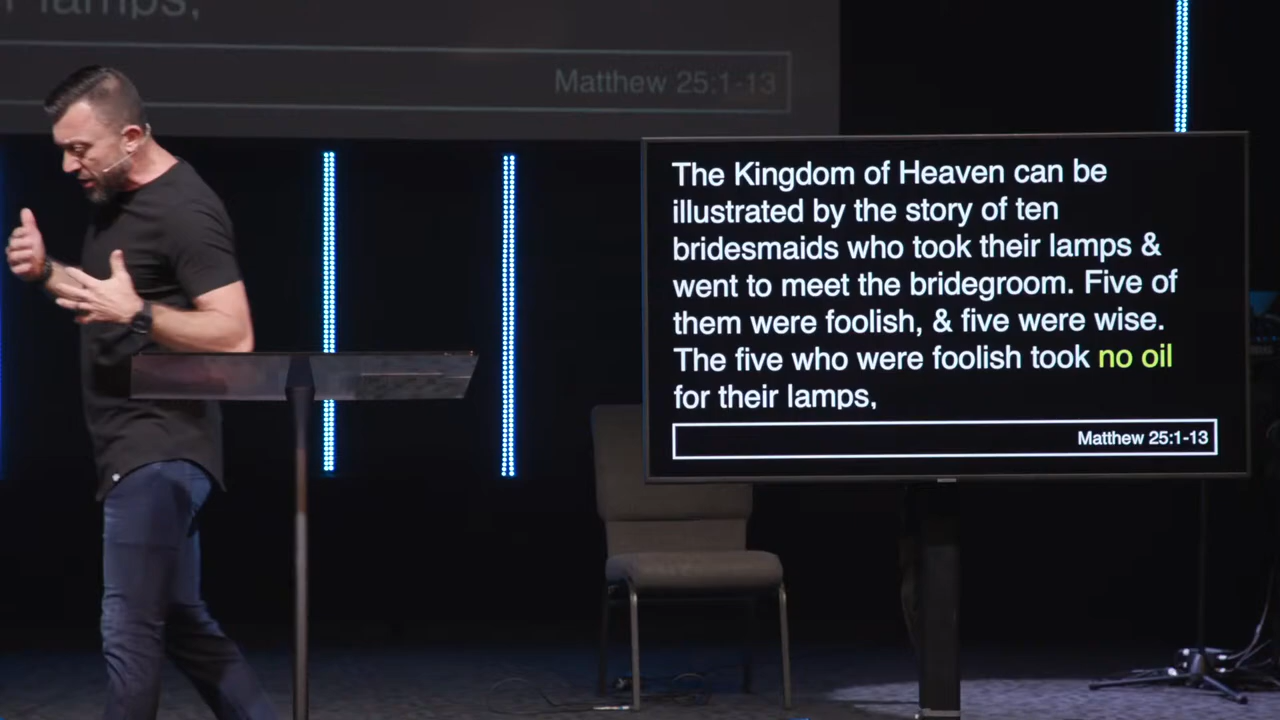 r lamps,
Matthew 25:1-13
The Kingdom of Heaven can be
illustrated by the story of ten
bridesmaids who took their lamps &
went to meet the bridegroom. Five of
them were foolish, & five were wise.
The five who were foolish took no oil
for their lamps,
Matthew 25:1-13